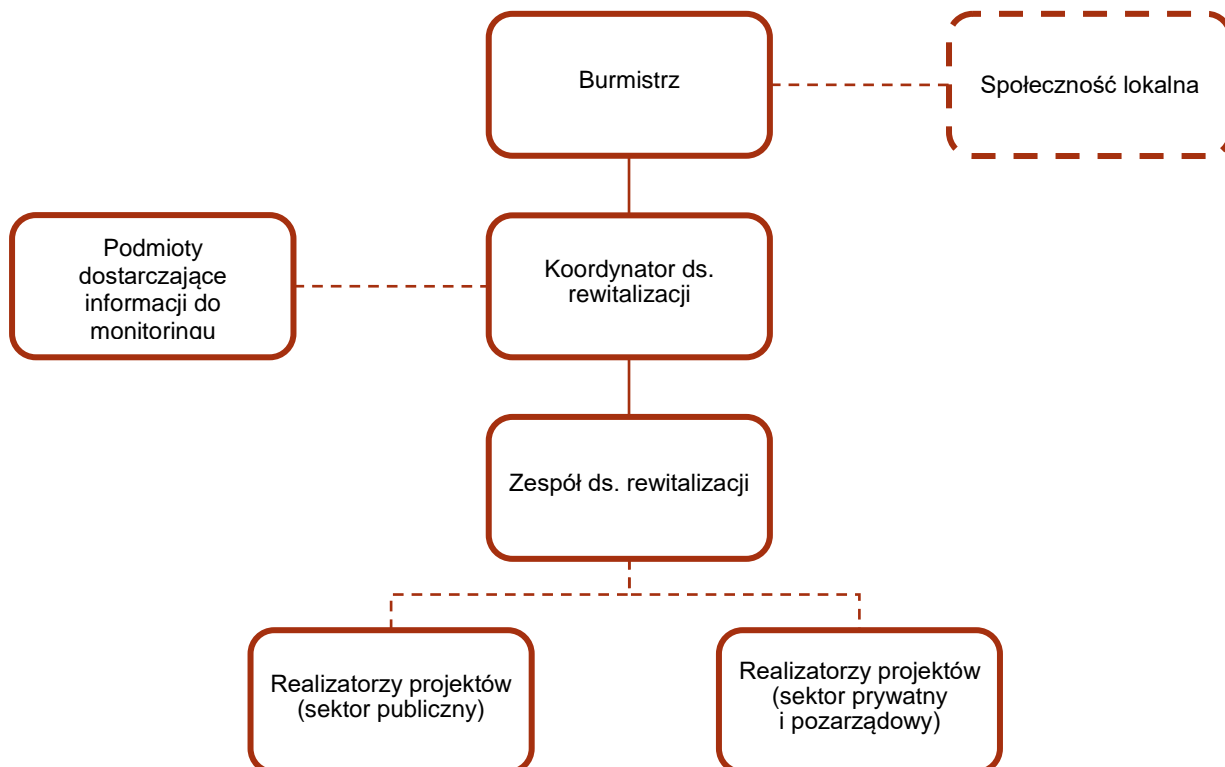 Burmistrz
Społeczność lokalna
Podmioty
dostarczające
informacji do
monitoringu
Koordynator ds.
rewitalizacji
Zespół ds. rewitalizacji
Realizatorzy projektów
(sektor publiczny)
Realizatorzy projektów
(sektor prywatny
i pozarządowy)